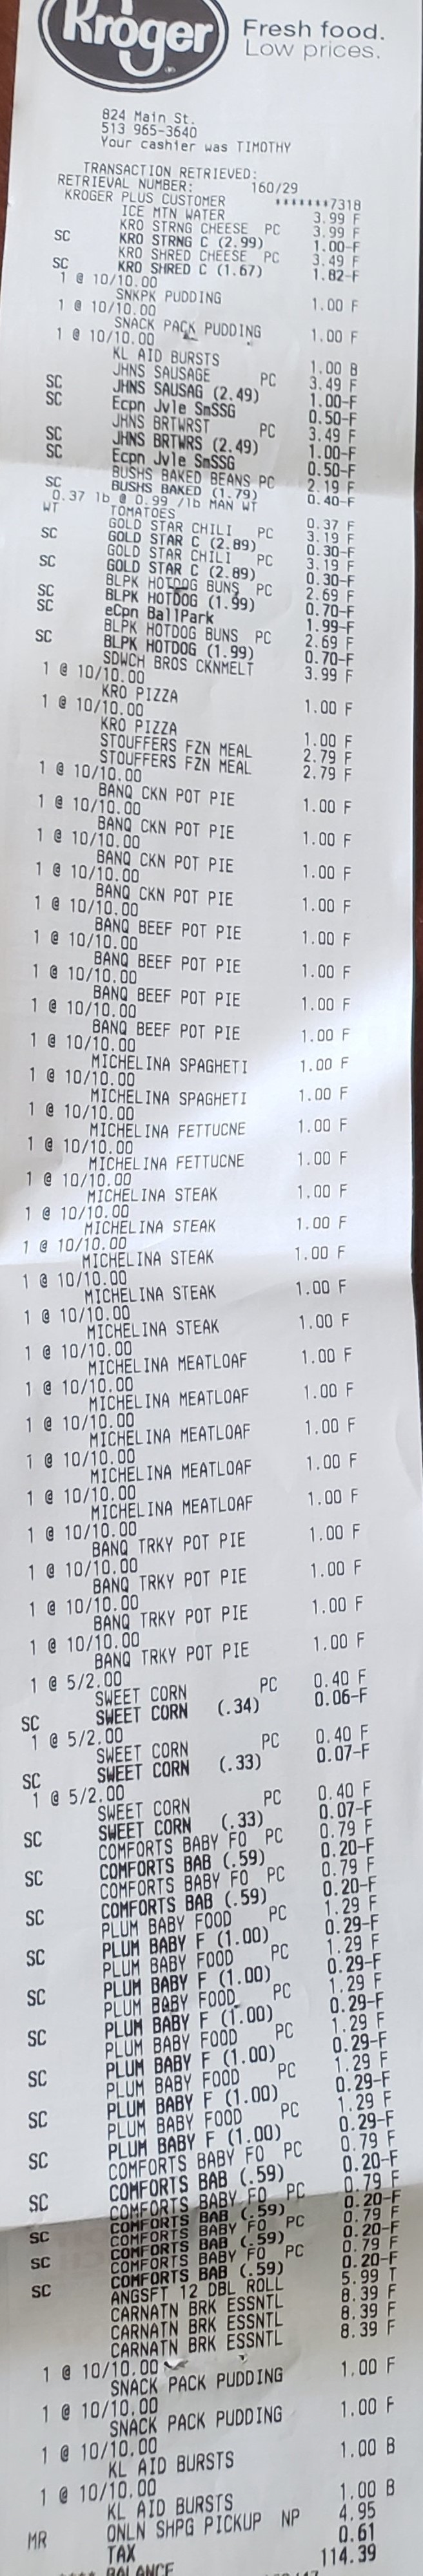 Kroger
Fresh food.
Low prices.
824 Main St.
513 965-3640
Your cashier was TIMOTHY
TRANSACTION RETRIEVED:
RETRIEVAL NUMBER: 160/29
KROGER PLUS CUSTOMER *******7318
ICE MTN WATER 3.99 F
KRO STRNG CHEESE PC 3.99 F
SC KRO STRNG C (2.99) 1.00-F
KRO SHRED CHEESE PC 3.49 F
SC KRO SHRED C (1.67) 1.82-F
1 @ 10/10.00
SNKPK PUDDING 1.00 F
1 @ 10/10.00
SNACK PACK PUDDING 1.00 F
1 @ 10/10.00
KL AID BURSTS 1.00 B
JHNS SAUSAGE PC 3.49 F
SC JHNS SAUSAG (2.49) 1.00-F
SC Ecpn Jvle SmSSG 0.50-F
JHNS BRTWRST PC 3.49 F
SC JHNS BRTWRS (2.49) 1.00-F
SC Ecpn Jvle SmSSG 0.50-F
BUSHS BAKED BEANS PC 2.19 F
SC BUSHS BAKED (1.79) 0.40-F
0.37 lb @ 0.99 /lb MAN WT
WT TOMATOES 0.37 F
GOLD STAR CHILI PC 3.19 F
SC GOLD STAR C (2.89) 0.30-F
GOLD STAR CHILI PC 3.19 F
SC GOLD STAR C (2.89) 0.30-F
BLPK HOTDOG BUNS PC 2.69 F
SC BLPK HOTDOG (1.99) 0.70-F
SC eCpn BallPark 1.99-F
BLPK HOTDOG BUNS PC 2.69 F
SC BLPK HOTDOG (1.99) 0.70-F
SDWCH BROS CKNMELT 3.99 F
1 @ 10/10.00
KRO PIZZA 1.00 F
1 @ 10/10.00
KRO PIZZA 1.00 F
STOUFFERS FZN MEAL 2.79 F
STOUFFERS FZN MEAL 2.79 F
1 @ 10/10.00
BANQ CKN POT PIE 1.00 F
1 @ 10/10.00
BANQ CKN POT PIE 1.00 F
1 @ 10/10.00
BANQ CKN POT PIE 1.00 F
1 @ 10/10.00
BANQ CKN POT PIE 1.00 F
1 @ 10/10.00
BANQ BEEF POT PIE 1.00 F
1 @ 10/10.00
BANQ BEEF POT PIE 1.00 F
1 @ 10/10.00
BANQ BEEF POT PIE 1.00 F
1 @ 10/10.00
BANQ BEEF POT PIE 1.00 F
1 @ 10/10.00
MICHELINA SPAGHETI 1.00 F
1 @ 10/10.00
MICHELINA SPAGHETI 1.00 F
1 @ 10/10.00
MICHELINA FETTUCNE 1.00 F
1 @ 10/10.00
MICHELINA FETTUCNE 1.00 F
1 @ 10/10.00
MICHELINA STEAK 1.00 F
1 @ 10/10.00
MICHELINA STEAK 1.00 F
1 @ 10/10.00
MICHELINA STEAK 1.00 F
1 @ 10/10.00
MICHELINA STEAK 1.00 F
1 @ 10/10.00
MICHELINA STEAK 1.00 F
1 @ 10/10.00
MICHELINA MEATLOAF 1.00 F
1 @ 10/10.00
MICHELINA MEATLOAF 1.00 F
1 @ 10/10.00
MICHELINA MEATLOAF 1.00 F
1 @ 10/10.00
MICHELINA MEATLOAF 1.00 F
1 @ 10/10.00
MICHELINA MEATLOAF 1.00 F
1 @ 10/10.00
BANQ TRKY POT PIE 1.00 F
1 @ 10/10.00
BANQ TRKY POT PIE 1.00 F
1 @ 10/10.00
BANQ TRKY POT PIE 1.00 F
1 @ 10/10.00
BANQ TRKY POT PIE 1.00 F
1 @ 5/2.00
SWEET CORN PC 0.40 F
SC SWEET CORN (.34) 0.06-F
1 @ 5/2.00
SWEET CORN PC 0.40 F
SC SWEET CORN (.33) 0.07-F
1 @ 5/2.00
SWEET CORN PC 0.40 F
SC SWEET CORN (.33) 0.07-F
COMFORTS BABY FO PC 0.79 F
SC COMFORTS BAB (.59) 0.20-F
COMFORTS BABY FO PC 0.79 F
SC COMFORTS BAB (.59) 0.20-F
PLUM BABY FOOD PC 1.29 F
SC PLUM BABY F (1.00) 0.29-F
PLUM BABY FOOD PC 1.29 F
SC PLUM BABY F (1.00) 0.29-F
PLUM BABY FOOD PC 1.29 F
SC PLUM BABY F (1.00) 0.29-F
PLUM BABY FOOD PC 1.29 F
SC PLUM BABY F (1.00) 0.29-F
PLUM BABY FOOD PC 1.29 F
SC PLUM BABY F (1.00) 0.29-F
PLUM BABY FOOD PC 1.29 F
SC PLUM BABY F (1.00) 0.29-F
COMFORTS BABY FO PC 0.79 F
SC COMFORTS BAB (.59) 0.20-F
COMFORTS BABY FO PC 0.79 F
SC COMFORTS BAB (.59) 0.20-F
COMFORTS BABY FO PC 0.79 F
SC COMFORTS BAB (.59) 0.20-F
COMFORTS BABY FO PC 0.79 F
SC COMFORTS BAB (.59) 0.20-F
ANGSFT 12 DBL ROLL 5.99 T
CARNATN BRK ESSNTL 8.39 F
CARNATN BRK ESSNTL 8.39 F
CARNATN BRK ESSNTL 8.39 F
1 @ 10/10.00
SNACK PACK PUDDING 1.00 F
1 @ 10/10.00
SNACK PACK PUDDING 1.00 F
1 @ 10/10.00
KL AID BURSTS 1.00 B
1 @ 10/10.00
KL AID BURSTS 1.00 B
MR ONLN SHPG PICKUP NP 4.95
TAX 0.61
**** BALANCE 114.39